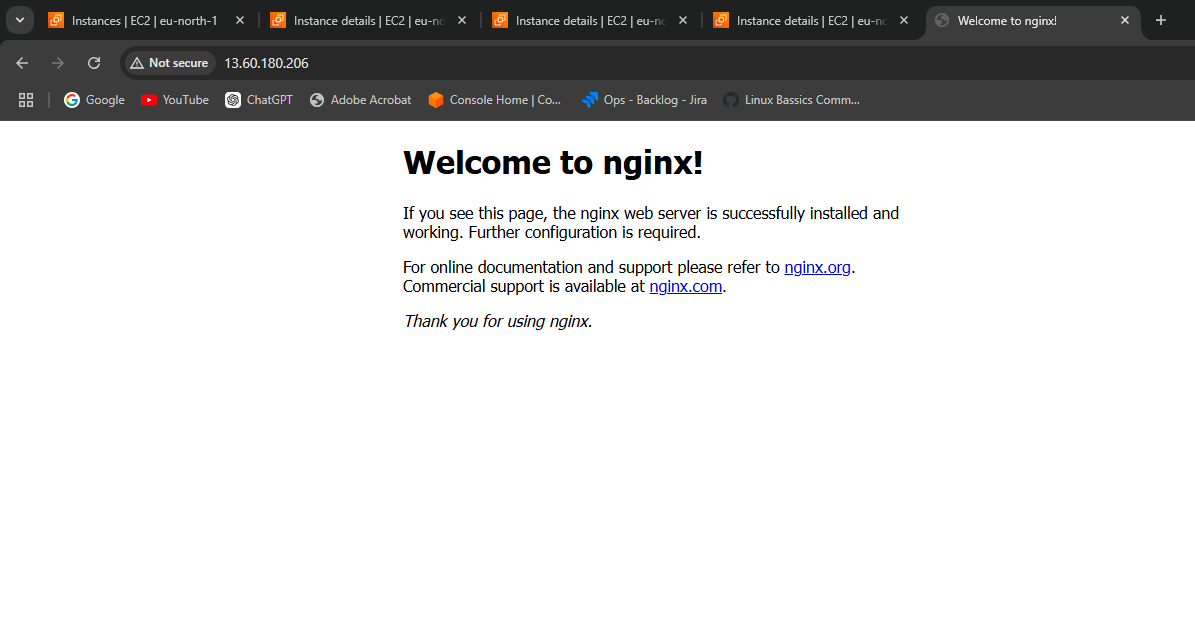 Instances | EC2 | eu-north-1
Instance details | EC2 | eu-no
Instance details | EC2 | eu-no
Instance details | EC2 | eu-no
Welcome to nginx!
Not secure
13.60.180.206
Google
YouTube
ChatGPT
Adobe Acrobat
Console Home | Co...
Ops - Backlog - Jira
Linux Bassics Comm...
Welcome to nginx!
If you see this page, the nginx web server is successfully installed and
working. Further configuration is required.
For online documentation and support please refer to nginx.org.
Commercial support is available at nginx.com.
Thank you for using nginx.